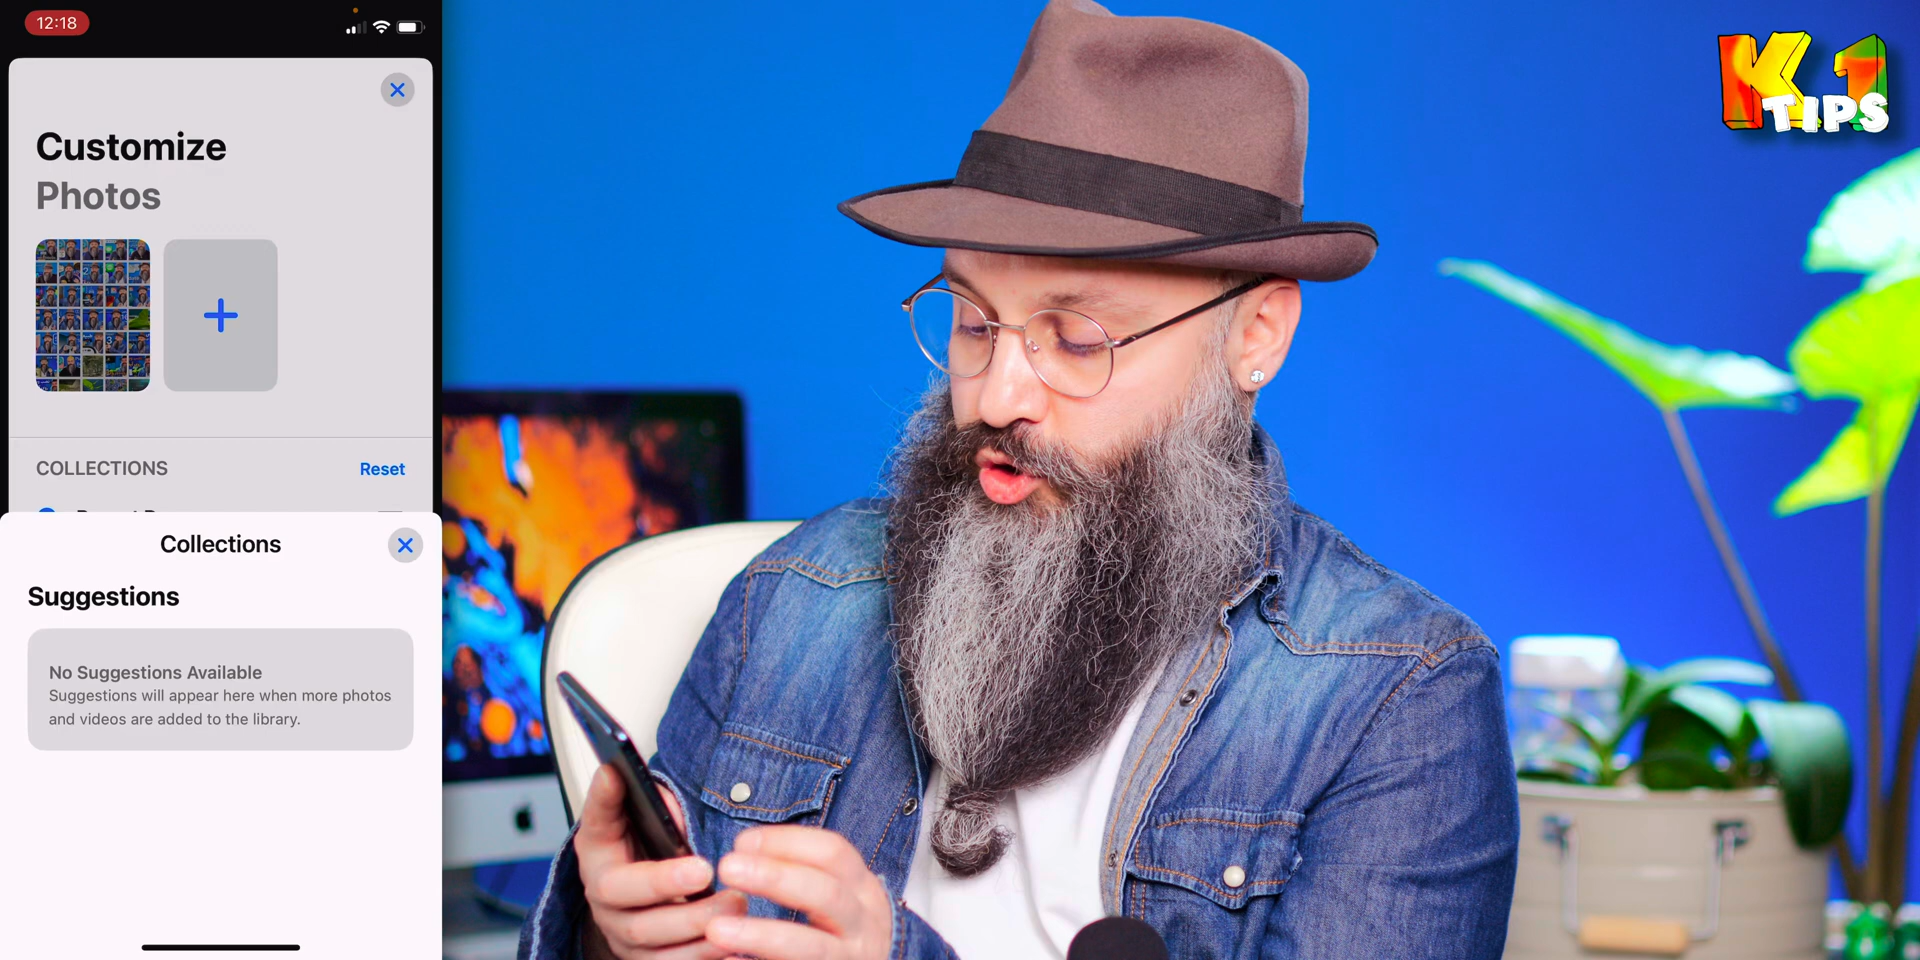 12:18
Customize
Photos
COLLECTIONS
Reset
Collections
Suggestions
No Suggestions Available
Suggestions will appear here when more photos
and videos are added to the library.
K1
TIPS